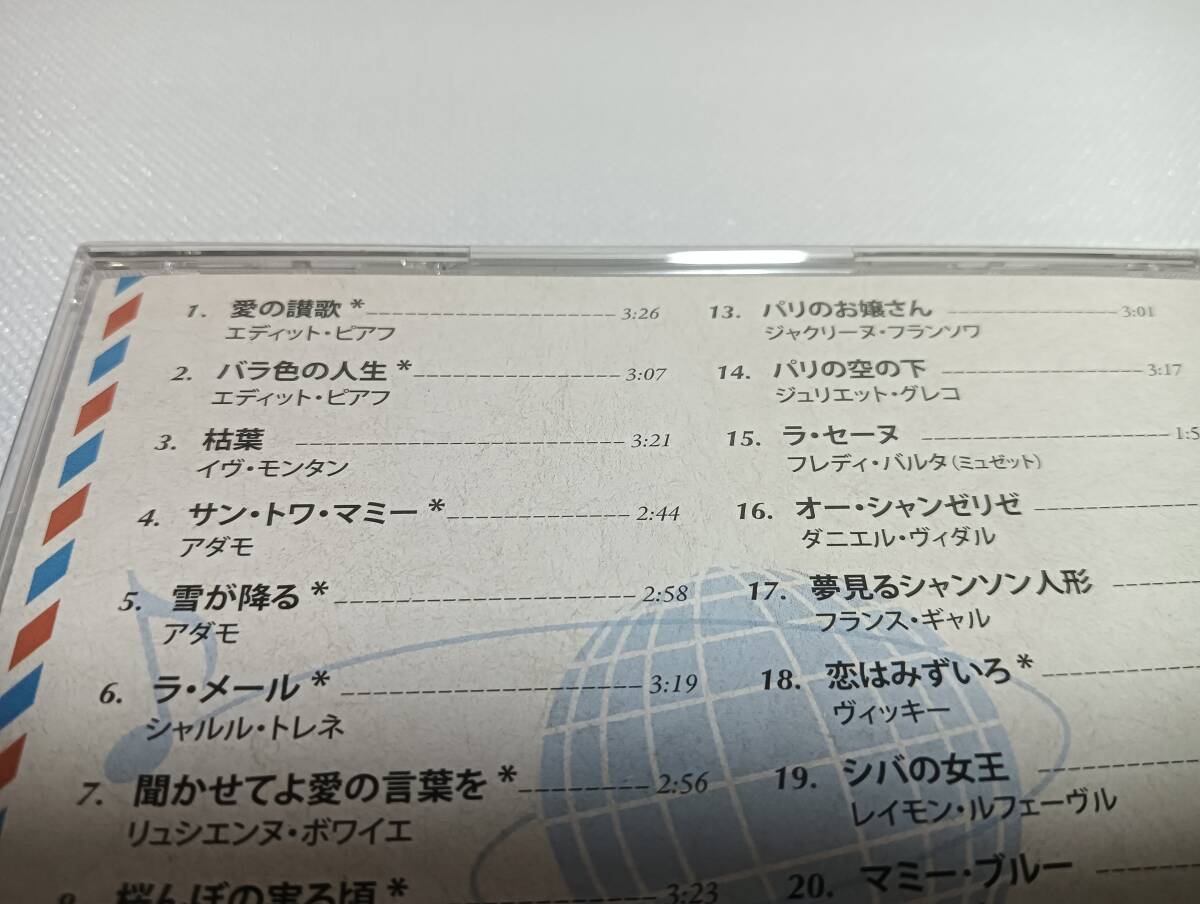 1. 愛の讃歌 * 3:26
エディット・ピアフ
2. バラ色の人生 * 3:07
エディット・ピアフ
3. 枯葉 3:21
イヴ・モンタン
4. サン・トワ・マミー * 2:44
アダモ
5. 雪が降る * 2:58
アダモ
6. ラ・メール * 3:19
シャルル・トレネ
7. 聞かせてよ愛の言葉を * 2:56
リュシエンヌ・ボワイエ
8. 桜んぼの実る頃 * 3:23
13. パリのお嬢さん 3:01
ジャクリーヌ・フランソワ
14. パリの空の下 3:17
ジュリエット・グレコ
15. ラ・セーヌ 1:5
フレディ・バルタ(ミュゼット)
16. オー・シャンゼリゼ
ダニエル・ヴィダル
17. 夢見るシャンソン人形
フランス・ギャル
18. 恋はみずいろ *
ヴィッキー
19. シバの女王
レイモン・ルフェーヴル
20. マミー・ブルー